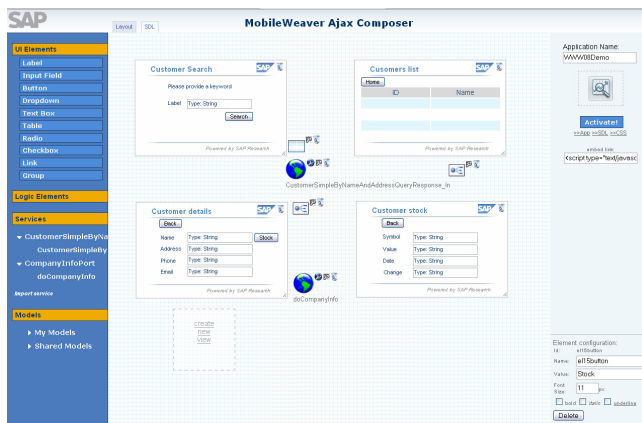 SAP
MobileWeaver Ajax Composer
Layout
SDL
UI Elements
Label
Input Field
Button
Dropdown
Text Box
Table
Radio
Checkbox
Link
Group
Logic Elements
Services
CustomerSimpleByNa
CustomerSimpleBy
CompanyInfoPort
doCompanyInfo
Import service
Models
My Models
Shared Models
Customer Search
SAP
Please provide a keyword
Label
Type: String
Search
Powered by SAP Research
Cusomers list
SAP
Home
ID
Name
Powered by SAP Research
CustomerSimpleByNameAndAddressQueryResponse_In
Customer details
SAP
Back
Name
Type: String
Stock
Address
Type: String
Phone
Type: String
Email
Type: String
Powered by SAP Research
doCompanyInfo
Customer stock
SAP
Back
Symbol
Type: String
Value
Type: String
Date
Type: String
Change
Type: String
Powered by SAP Research
create
new
view
Application Name:
WWW08Demo
Activate!
>>App >>SDL >>CSS
embed link:
<script type="text/javasc
Element configuration:
Id: el15button
Name: el15button
Value: Stock
Font Size: 11 px
bold italic underline
Delete